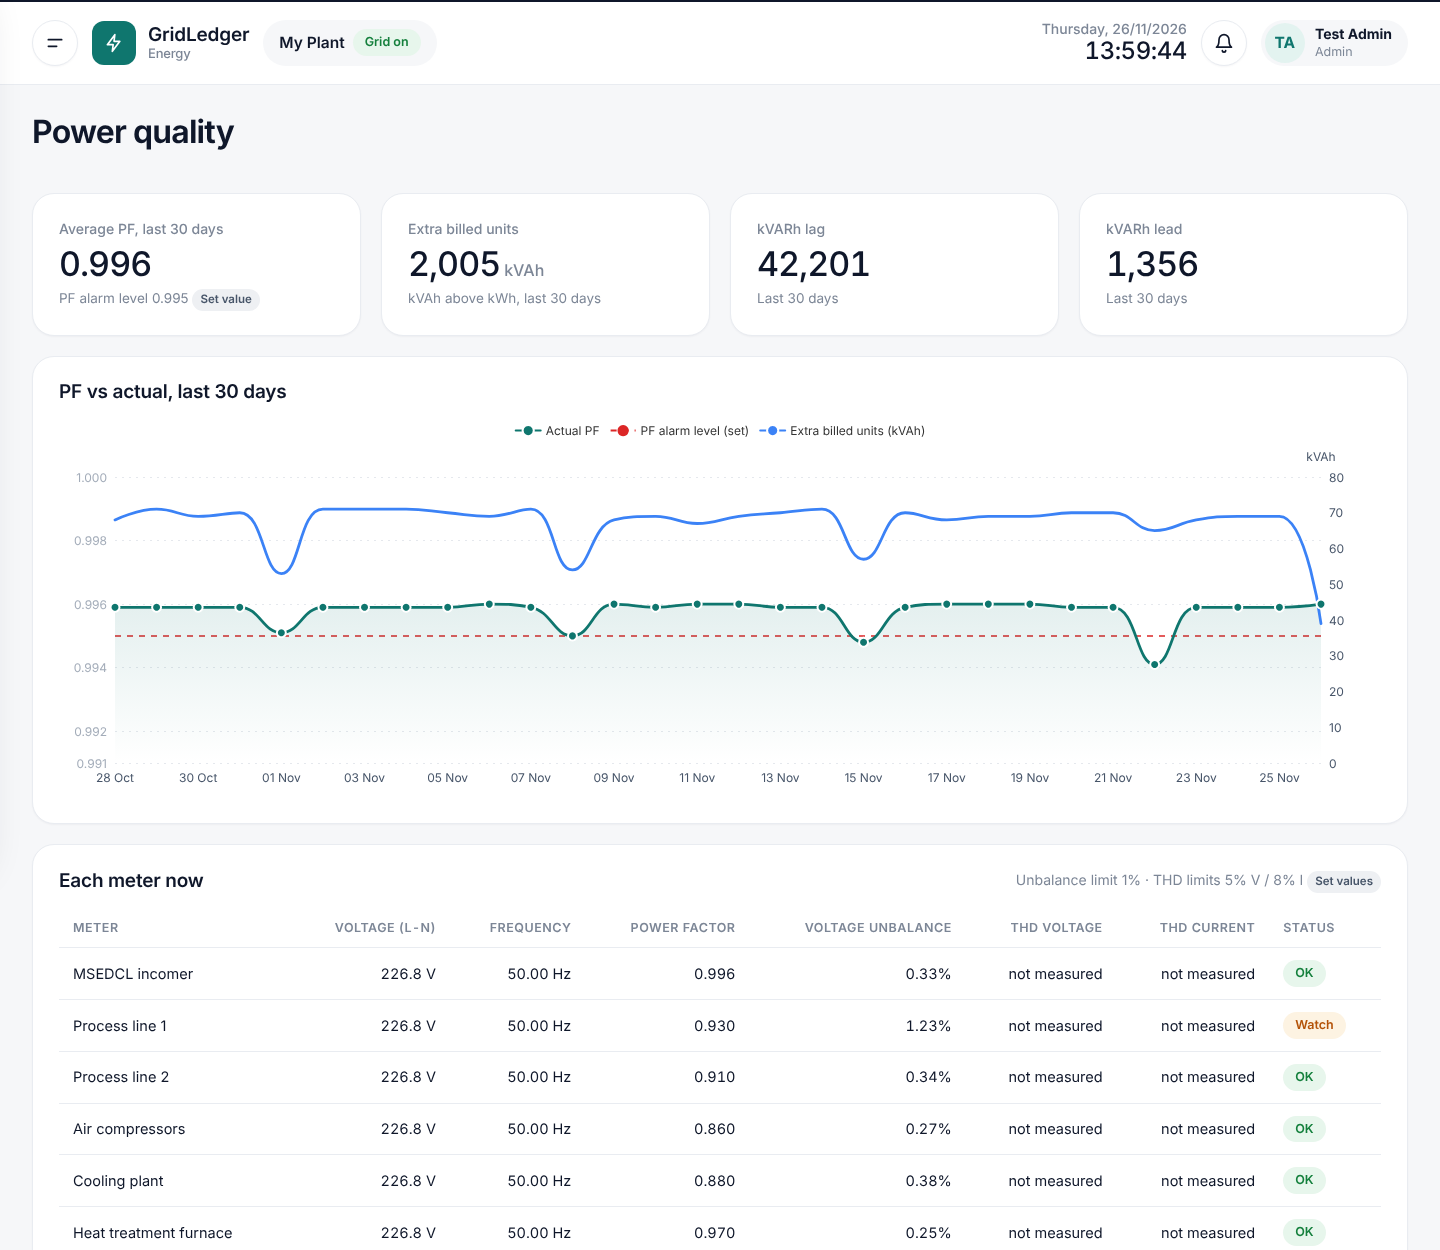 GridLedger
Energy
My Plant
Grid on
Thursday, 26/11/2026
13:59:44
TA
Test Admin
Admin
Power quality
Average PF, last 30 days
0.996
PF alarm level 0.995 Set value
Extra billed units
2,005 kVAh
kVAh above kWh, last 30 days
kVARh lag
42,201
Last 30 days
kVARh lead
1,356
Last 30 days
PF vs actual, last 30 days
Actual PF PF alarm level (set) Extra billed units (kVAh)
kVAh
1.000
0.998
0.996
0.994
0.992
0.991
80
70
60
50
40
30
20
10
0
28 Oct 30 Oct 01 Nov 03 Nov 05 Nov 07 Nov 09 Nov 11 Nov 13 Nov 15 Nov 17 Nov 19 Nov 21 Nov 23 Nov 25 Nov
Each meter now
Unbalance limit 1% · THD limits 5% V / 8% I Set values
METER VOLTAGE (L-N) FREQUENCY POWER FACTOR VOLTAGE UNBALANCE THD VOLTAGE THD CURRENT STATUS
MSEDCL incomer 226.8 V 50.00 Hz 0.996 0.33% not measured not measured OK
Process line 1 226.8 V 50.00 Hz 0.930 1.23% not measured not measured Watch
Process line 2 226.8 V 50.00 Hz 0.910 0.34% not measured not measured OK
Air compressors 226.8 V 50.00 Hz 0.860 0.27% not measured not measured OK
Cooling plant 226.8 V 50.00 Hz 0.880 0.38% not measured not measured OK
Heat treatment furnace 226.8 V 50.00 Hz 0.970 0.25% not measured not measured OK